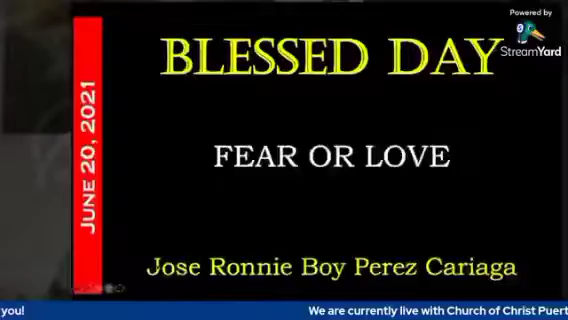 Powered by
StreamYard
BLESSED DAY
JUNE 20, 2021
FEAR OR LOVE
Jose Ronnie Boy Perez Cariaga
you!
We are currently live with Church of Christ Puert